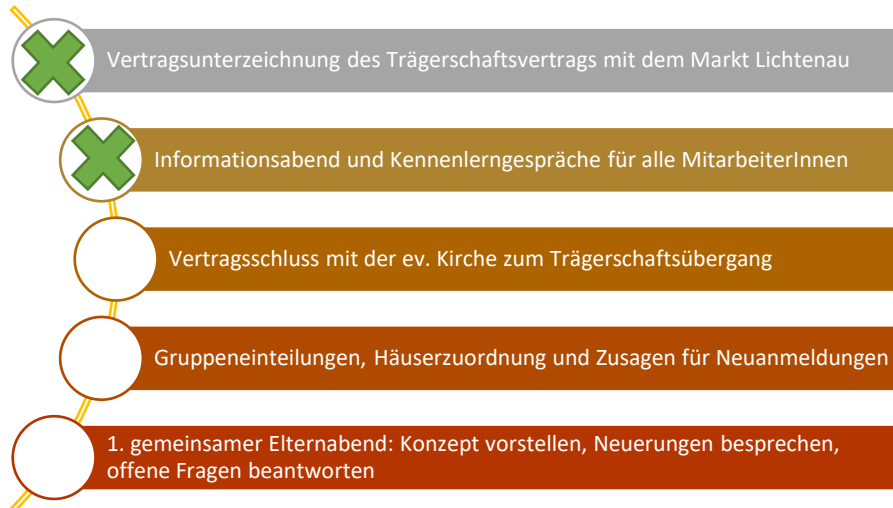 Vertragsunterzeichnung des Trägerschaftsvertrags mit dem Markt Lichtenau
Informationsabend und Kennenlerngespräche für alle MitarbeiterInnen
Vertragsschluss mit der ev. Kirche zum Trägerschaftsübergang
Gruppeneinteilungen, Häuserzuordnung und Zusagen für Neuanmeldungen
1. gemeinsamer Elternabend: Konzept vorstellen, Neuerungen besprechen,
offene Fragen beantworten